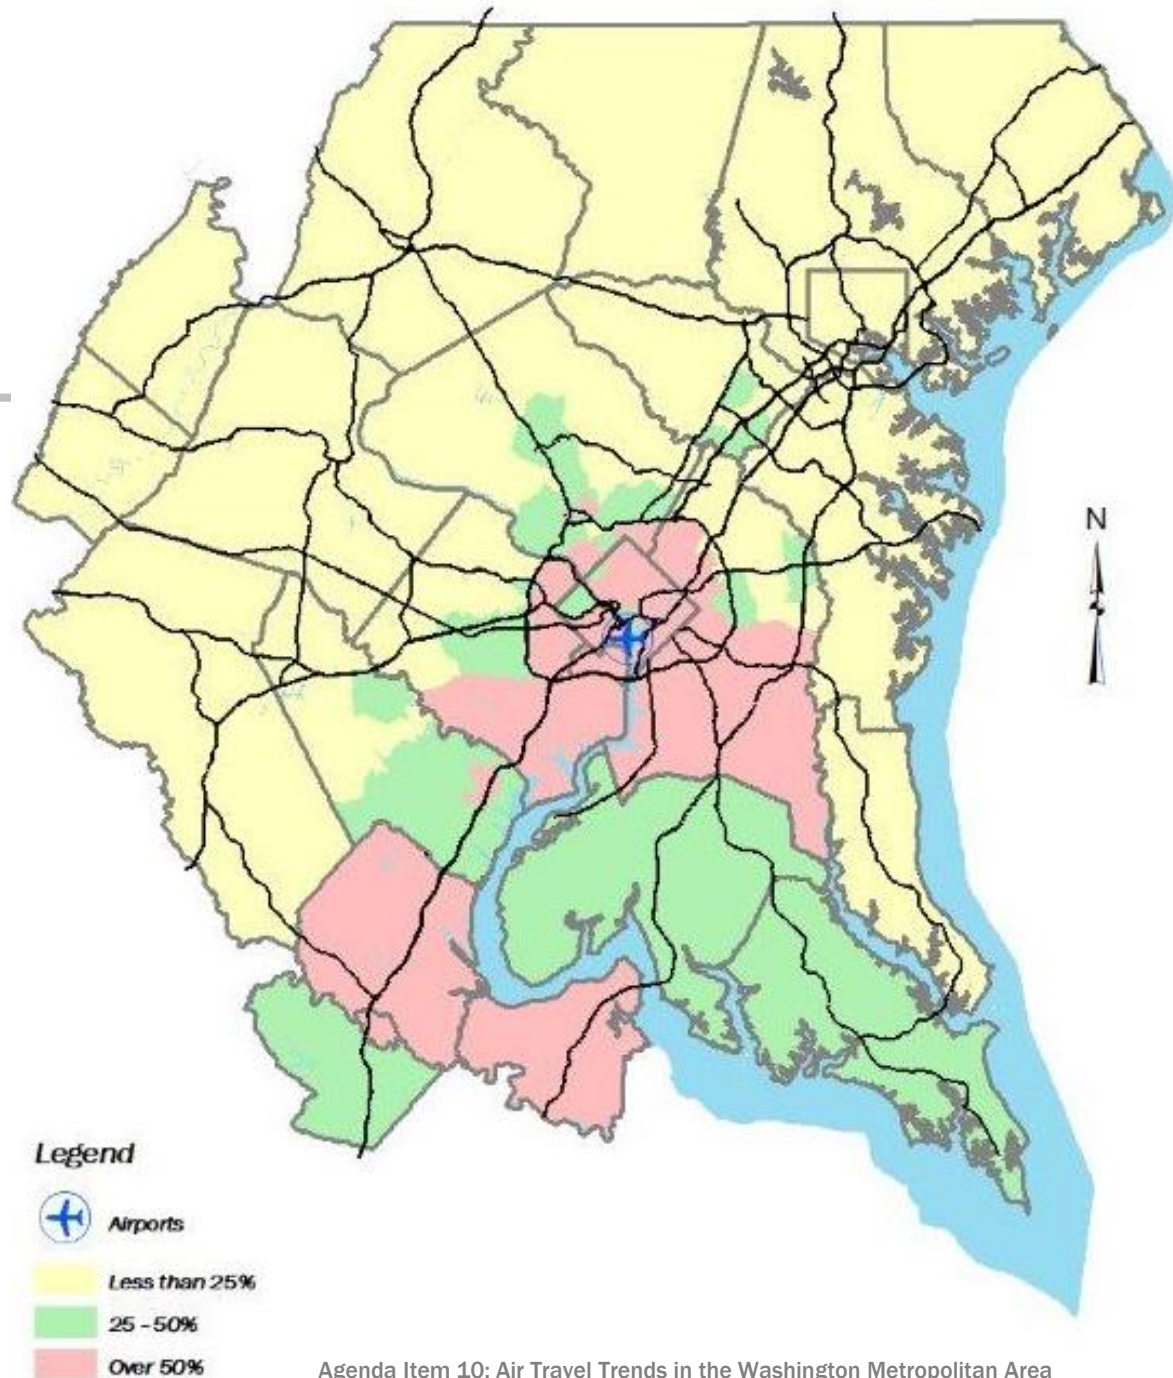 N
Legend
Airports
Less than 25%
25 - 50%
Over 50%
Agenda Item 10: Air Travel Trends in the Washington Metropolitan Area